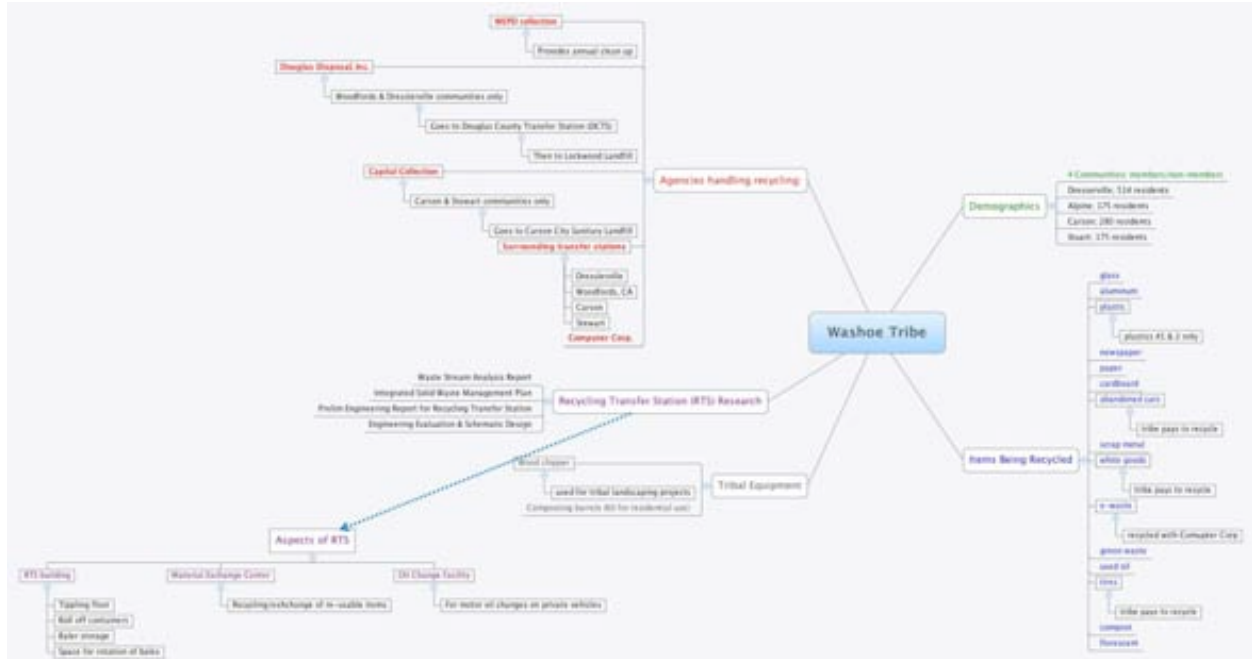 WEPD collection
Provides annual clean up
Douglas Disposal Inc.
Woodfords & Dresslerville communities only
Goes to Douglas County Transfer Station (DCTS)
Then to Lockwood Landfill
Capital Collection
Carson & Stewart communities only
Goes to Carson City Sanitary Landfill
Surrounding transfer stations
Dresslerville
Woodfords, CA
Carson
Stewart
Computer Corp.
Agencies handling recycling:
Demographics
4 Communities: members/non-members
Dresserville: 514 residents
Alpine: 175 residents
Carson: 280 residents
Stuart: 175 residents
Washoe Tribe
Waste Stream Analysis Report
Integrated Solid Waste Management Plan
Prelim Engineering Report for Recycling Transfer Station
Engineering Evaluation & Schematic Design
Recycling Transfer Station (RTS) Research
Items Being Recycled
glass
aluminum
plastic
plastics #1 & 2 only
newspaper
paper
cardboard
abandoned cars
tribe pays to recycle
scrap metal
white goods
tribe pays to recycle
e-waste
recycled with Comupter Corp
green waste
used oil
tires
tribe pays to recycle
compost
florescent
Tribal Equipment
Wood chipper
used for tribal landscaping projects
Composting barrels (60 for residential use)
Aspects of RTS
RTS building
Tippling floor
Roll off containers
Baler storage
Space for rotation of bales
Material Exchange Center
Recycling/exhchange of re-usable items
Oil Change Facility
For motor oil changes on private vehicles